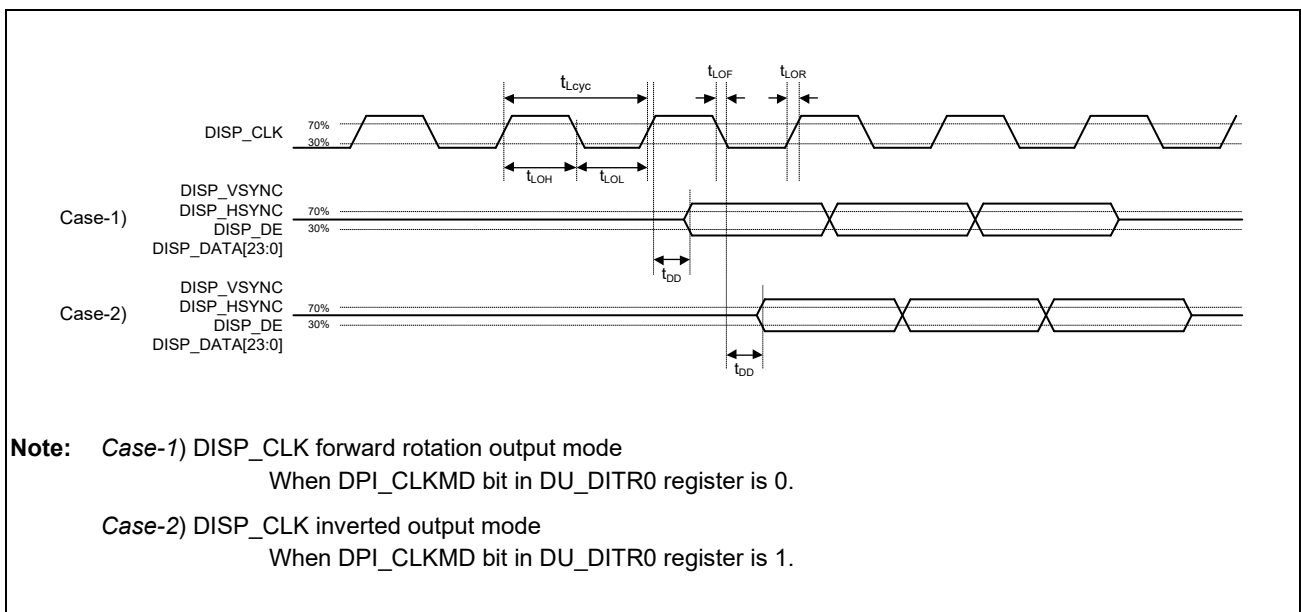 tLcyc
tLOF
tLOR
DISP_CLK
70%
30%
tLOH
tLOL
Case-1)
DISP_VSYNC
DISP_HSYNC
DISP_DE
DISP_DATA[23:0]
70%
30%
tDD
Case-2)
DISP_VSYNC
DISP_HSYNC
DISP_DE
DISP_DATA[23:0]
70%
30%
tDD
Note: Case-1) DISP_CLK forward rotation output mode
When DPI_CLKMD bit in DU_DITR0 register is 0.
Case-2) DISP_CLK inverted output mode
When DPI_CLKMD bit in DU_DITR0 register is 1.